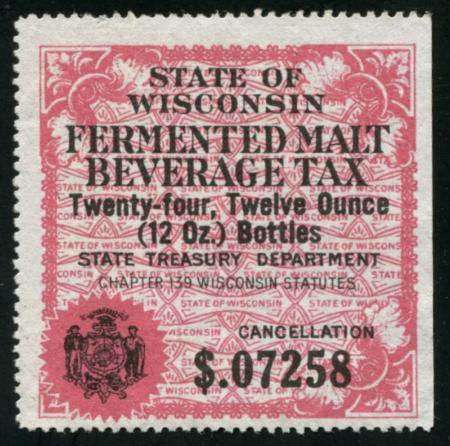 STATE OF
WISCONSIN
FERMENTED MALT
BEVERAGE TAX
Twenty-four, Twelve Ounce
(12 Oz.) Bottles
STATE TREASURY DEPARTMENT
CHAPTER 139 WISCONSIN STATUTES
CANCELLATION
$.07258